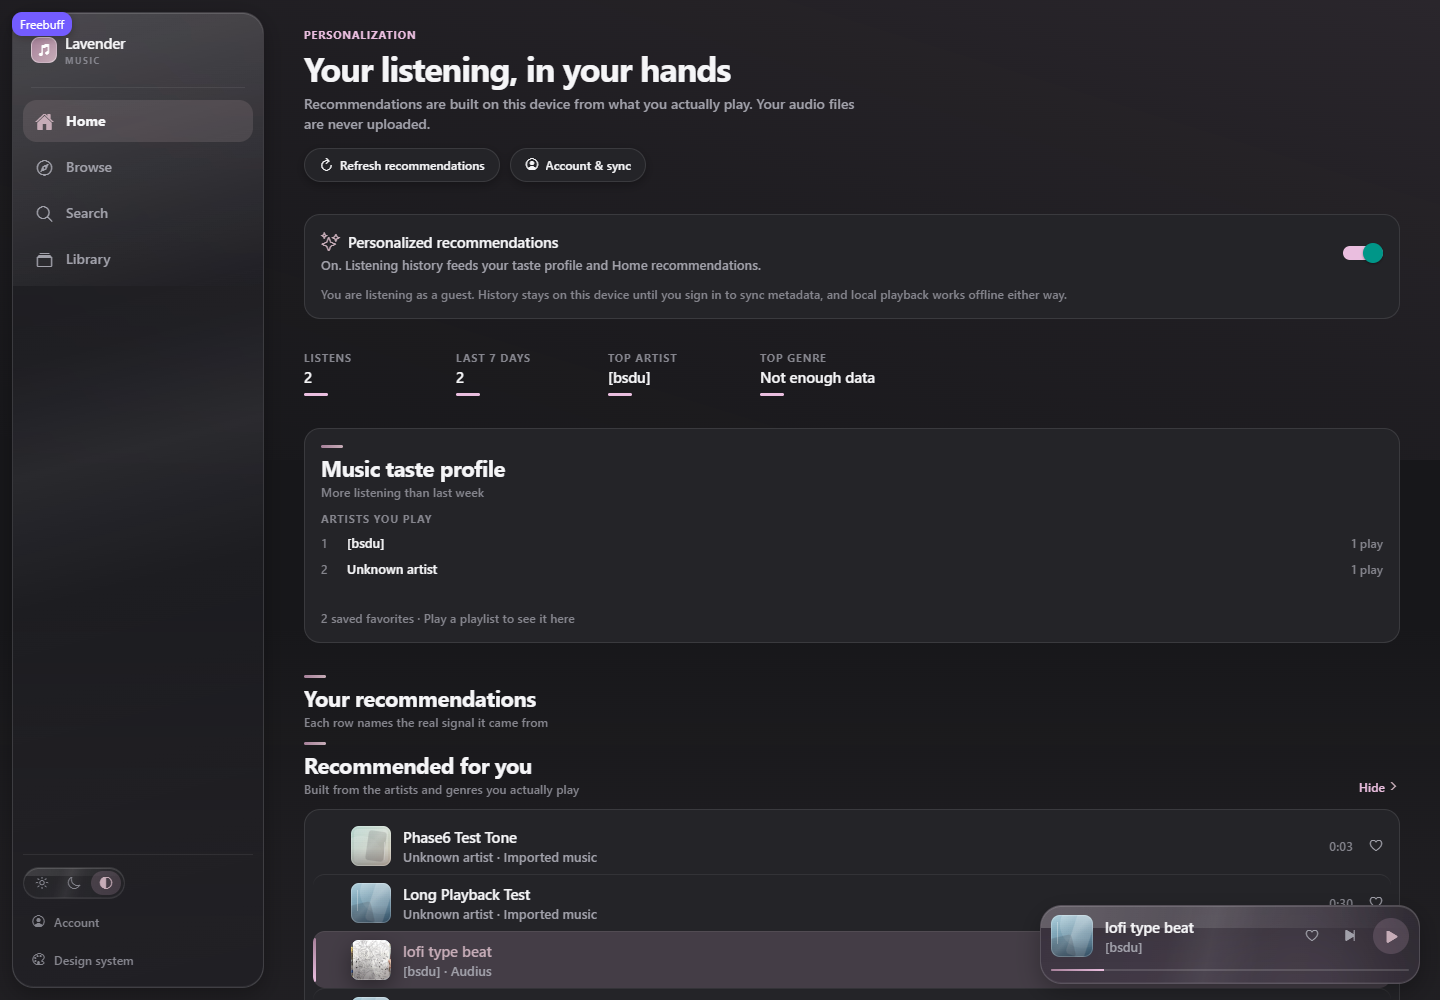 Freebuff
Lavender
MUSIC
Home
Browse
Search
Library
Account
Design system
PERSONALIZATION
Your listening, in your hands
Recommendations are built on this device from what you actually play. Your audio files
are never uploaded.
Refresh recommendations
Account & sync
Personalized recommendations
On. Listening history feeds your taste profile and Home recommendations.
You are listening as a guest. History stays on this device until you sign in to sync metadata, and local playback works offline either way.
LISTENS
2
LAST 7 DAYS
2
TOP ARTIST
[bsdu]
TOP GENRE
Not enough data
Music taste profile
More listening than last week
ARTISTS YOU PLAY
1 [bsdu] 1 play
2 Unknown artist 1 play
2 saved favorites · Play a playlist to see it here
Your recommendations
Each row names the real signal it came from
Recommended for you
Built from the artists and genres you actually play
Hide
Phase6 Test Tone
Unknown artist · Imported music
0:03
Long Playback Test
Unknown artist · Imported music
0:30
lofi type beat
[bsdu] · Audius
lofi type beat
[bsdu]